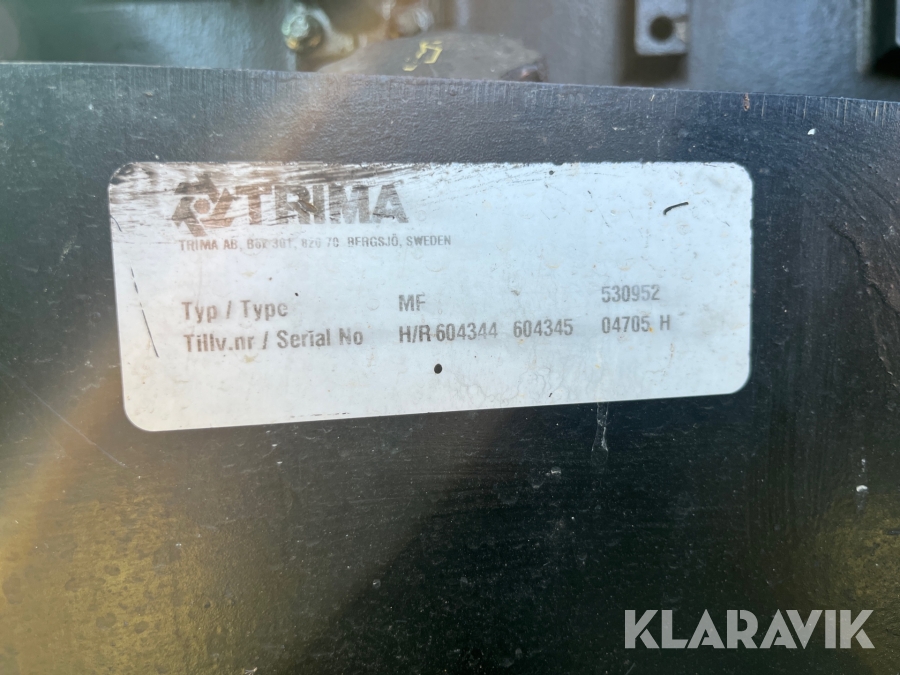 TRIMA
TRIMA AB, Box 301, 820 70 BERGSJÖ, SWEDEN
Typ / Type MF 530952
Tillv.nr / Serial No H/R 604344 604345 04705 H
KLARAVIK